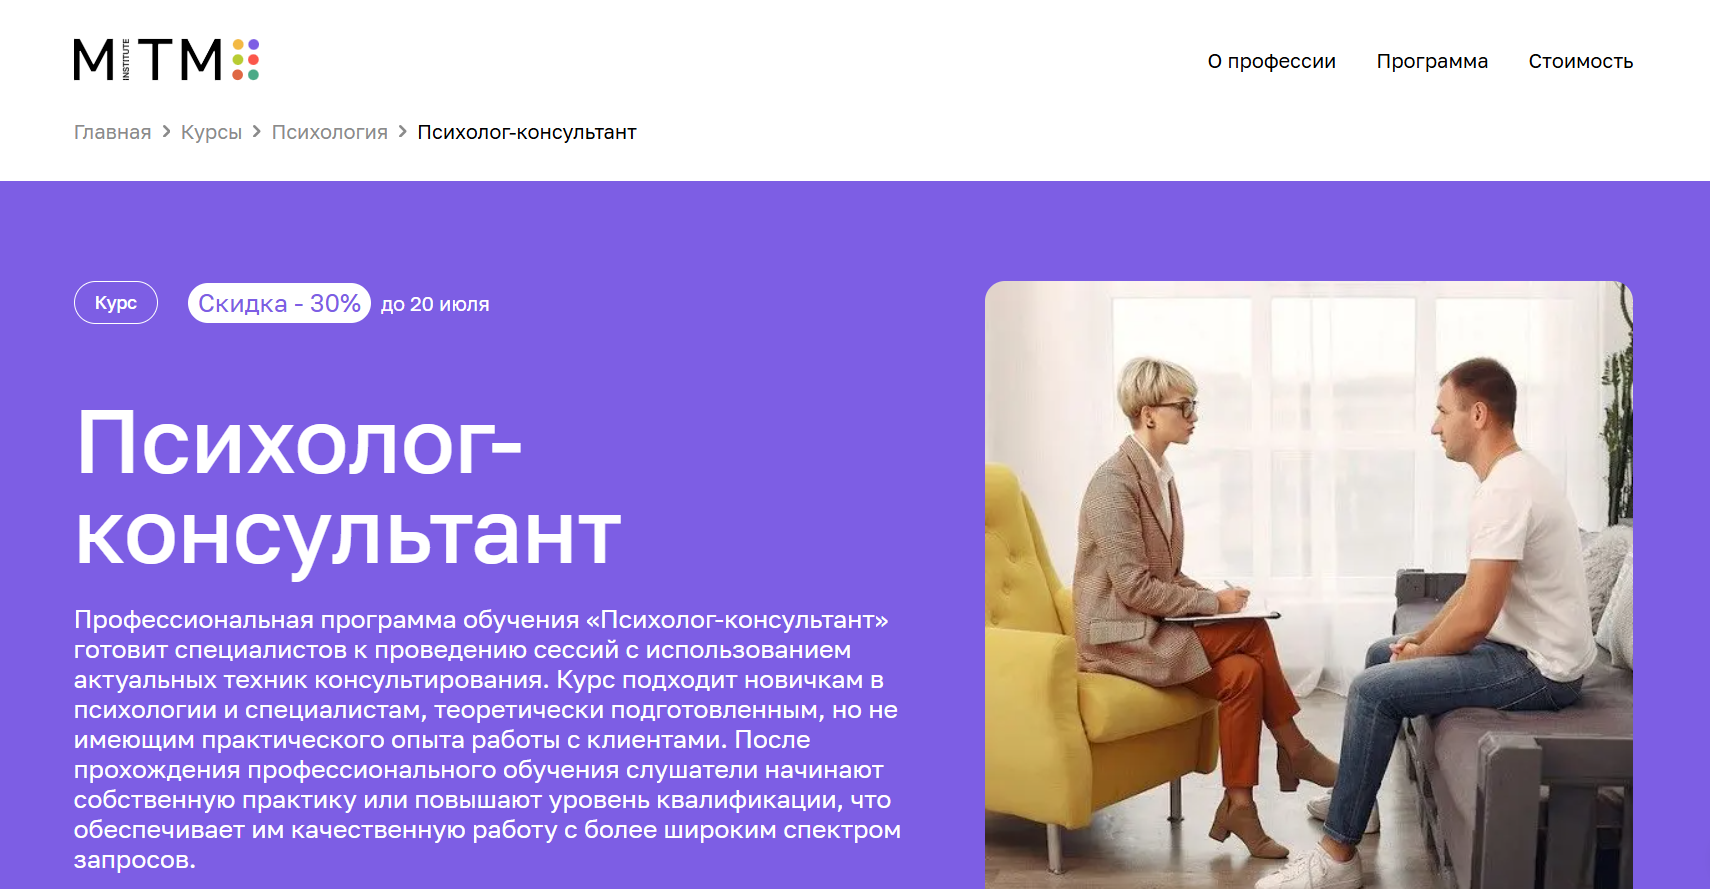 MITM INSTITUTE
О профессии
Программа
Стоимость
Главная > Курсы > Психология > Психолог-консультант
Курс
Скидка - 30% до 20 июля
Психолог-
консультант
Профессиональная программа обучения «Психолог-консультант»
готовит специалистов к проведению сессий с использованием
актуальных техник консультирования. Курс подходит новичкам в
психологии и специалистам, теоретически подготовленным, но не
имеющим практического опыта работы с клиентами. После
прохождения профессионального обучения слушатели начинают
собственную практику или повышают уровень квалификации, что
обеспечивает им качественную работу с более широким спектром
запросов.